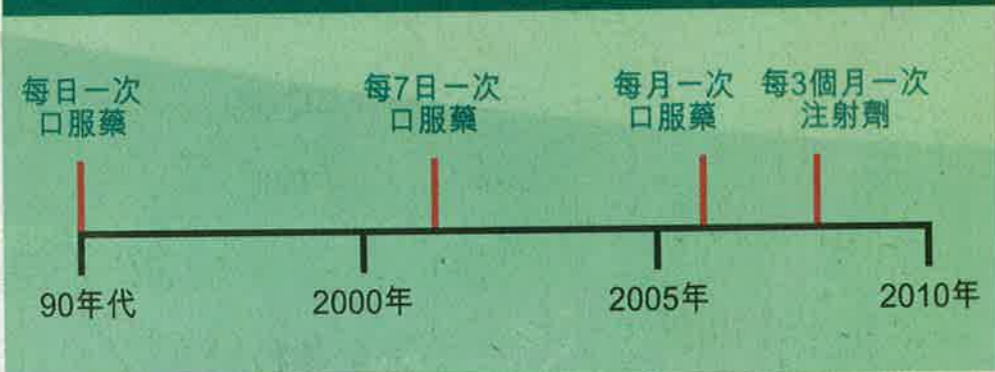 每日一次
口服藥
每7日一次
口服藥
每月一次
口服藥
每3個月一次
注射劑
90年代
2000年
2005年
2010年